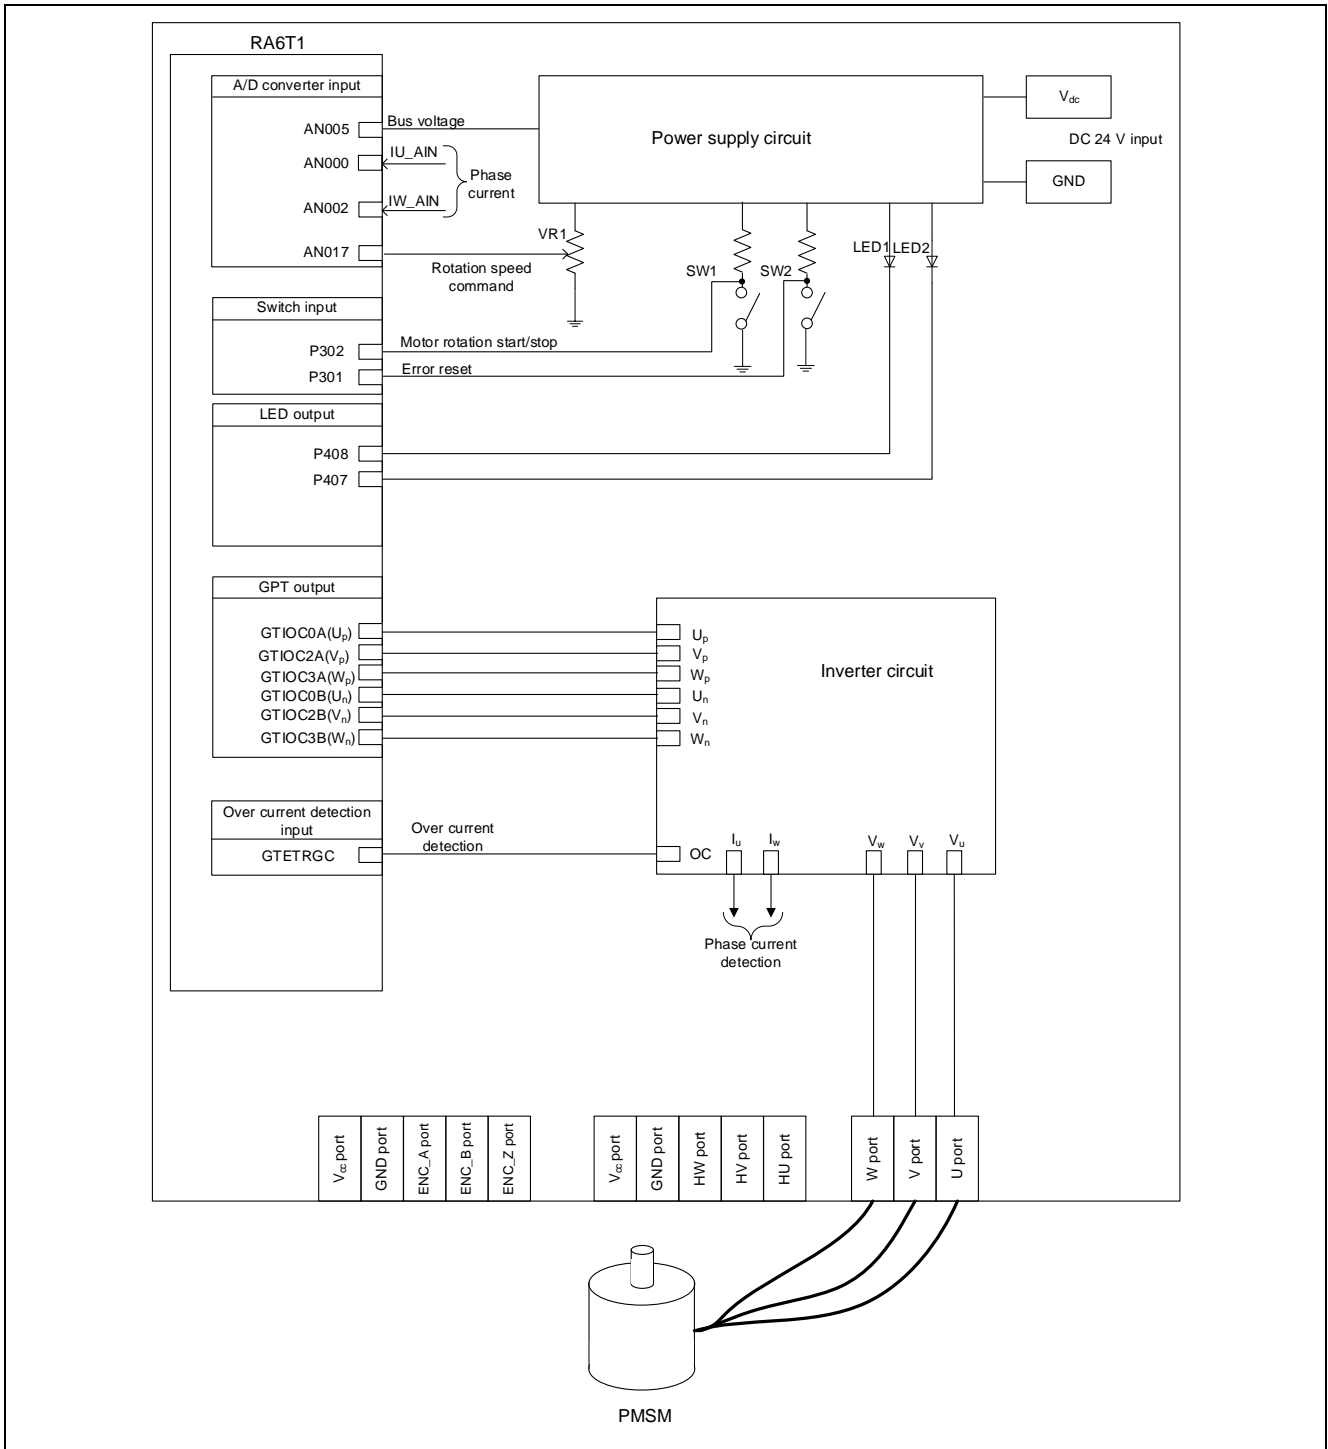 RA6T1
A/D converter input
AN005
Bus voltage
AN000
IU_AIN
Phase
current
AN002
IW_AIN
AN017
Rotation speed
command
VR1
Power supply circuit
Vdc
DC 24 V input
GND
SW1
SW2
LED1
LED2
Switch input
P302
Motor rotation start/stop
P301
Error reset
LED output
P408
P407
GPT output
GTIOC0A(Up)
GTIOC2A(Vp)
GTIOC3A(Wp)
GTIOC0B(Un)
GTIOC2B(Vn)
GTIOC3B(Wn)
Up
Vp
Wp
Un
Vn
Wn
Inverter circuit
Over current detection
input
GTETRGC
Over current
detection
OC
Iu
Iw
Vw
Vv
Vu
Phase current
detection
Vcc port
GND port
ENC_A port
ENC_B port
ENC_Z port
Vcc port
GND port
HW port
HV port
HU port
W port
V port
U port
PMSM